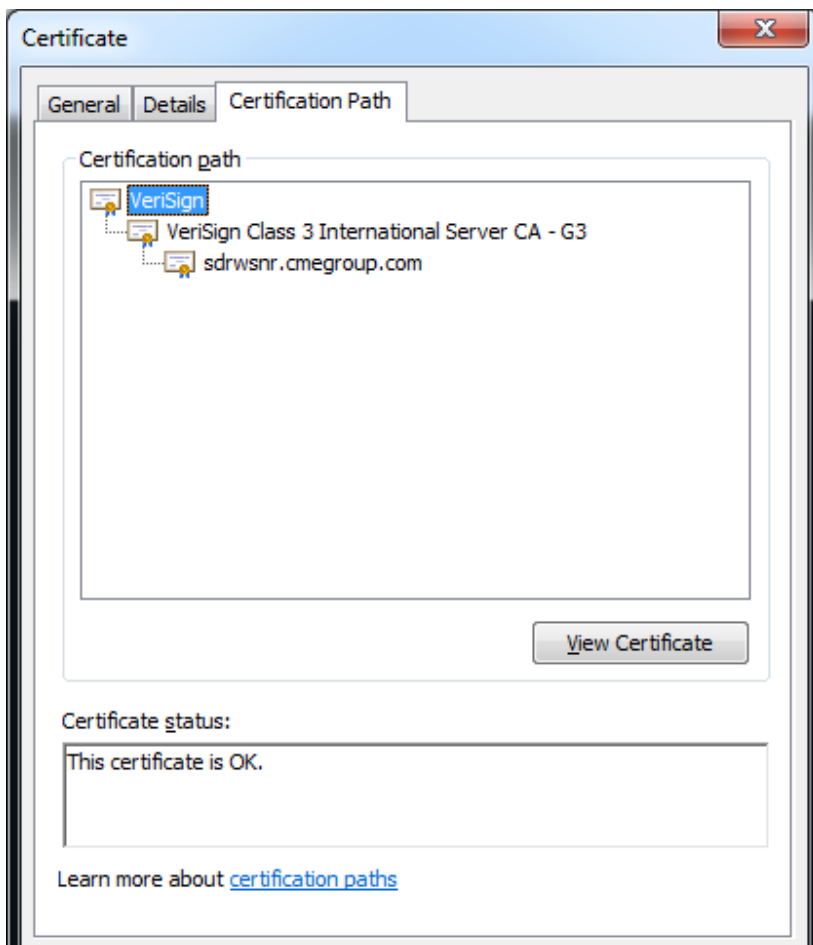 Certificate
General Details Certification Path
Certification path
VeriSign
VeriSign Class 3 International Server CA - G3
sdrwsnr.cmegroup.com
View Certificate
Certificate status:
This certificate is OK.
Learn more about certification paths